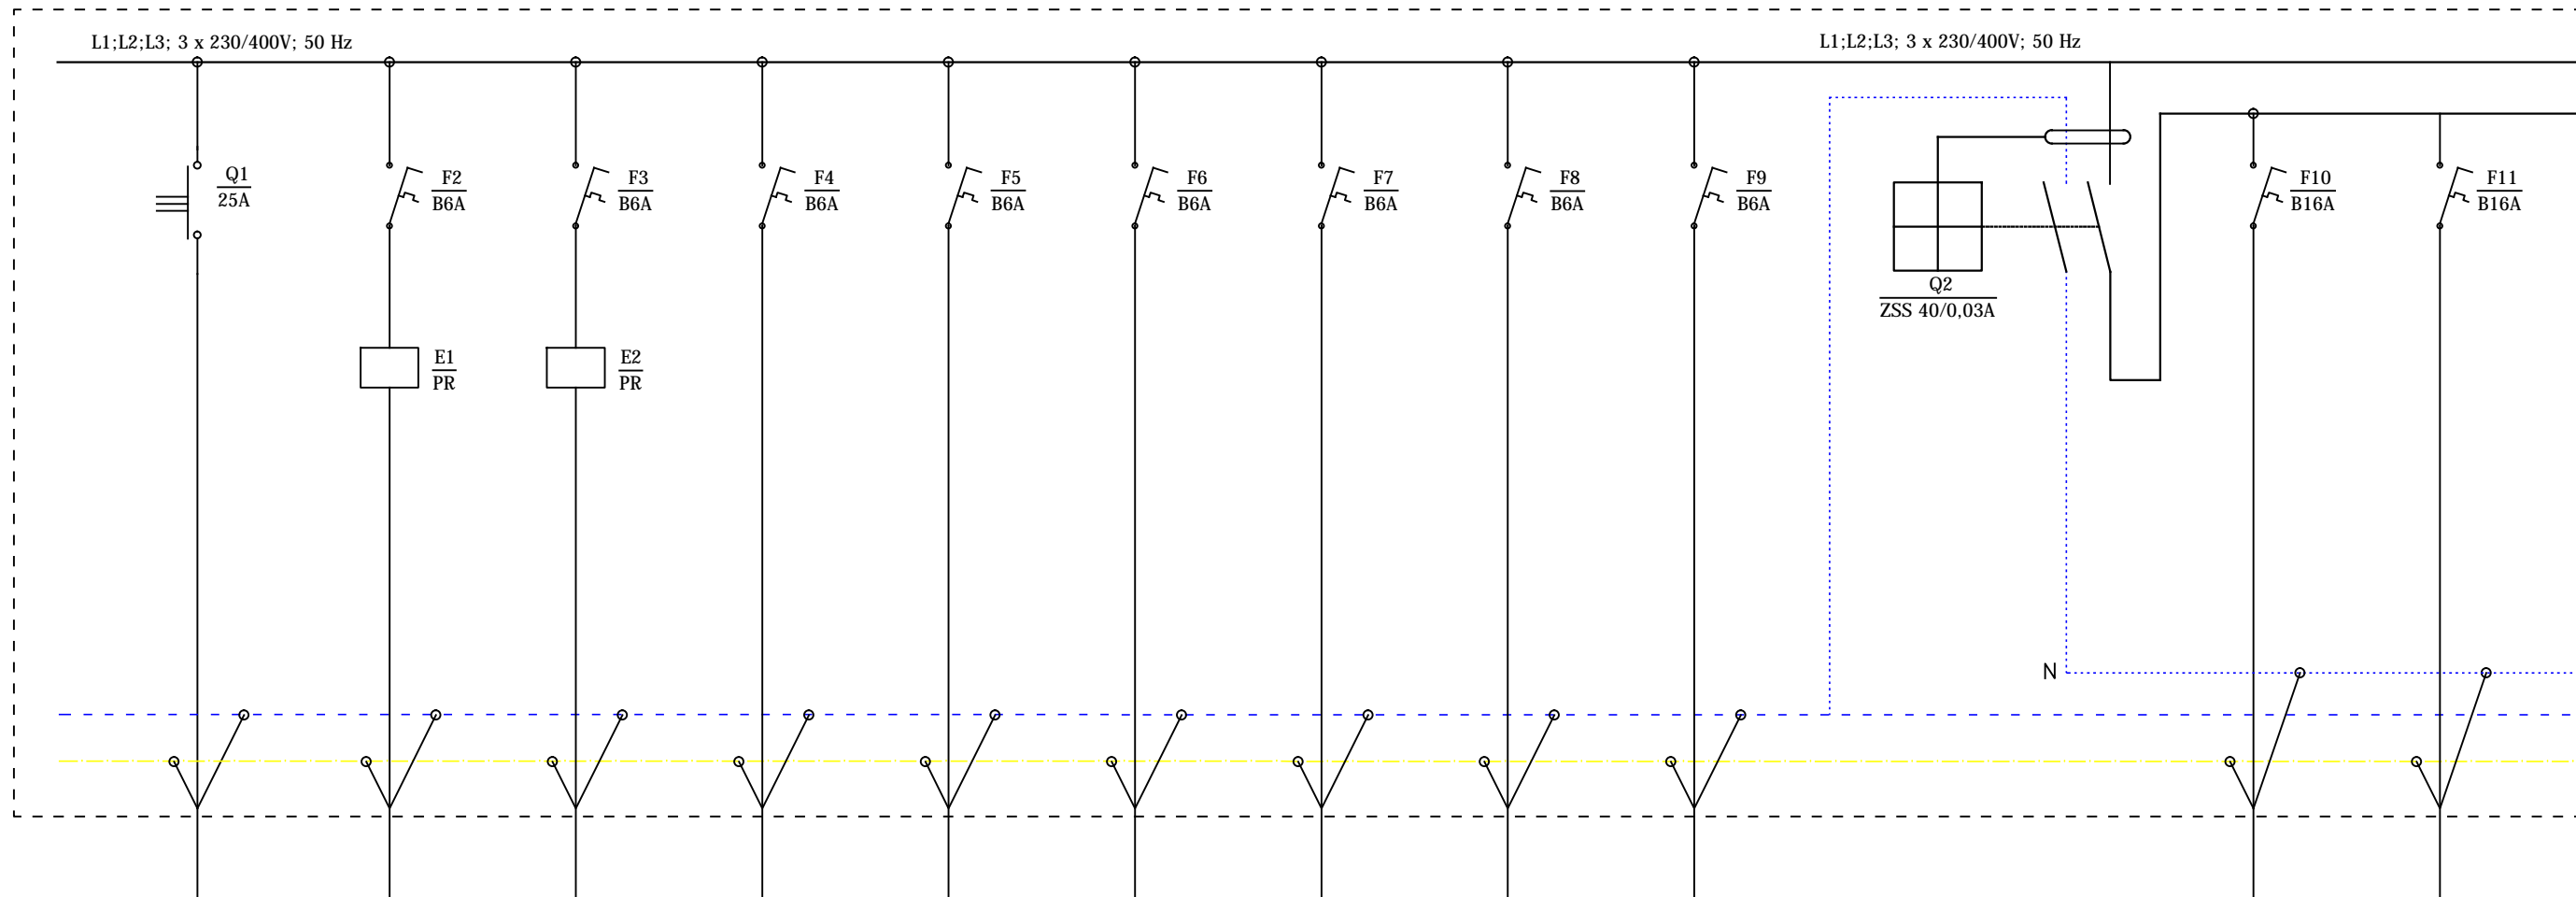 L1;L2;L3; 3 x 230/400V; 50 Hz
L1;L2;L3; 3 x 230/400V; 50 Hz
Q1
25A
F2
B6A
F3
B6A
F4
B6A
F5
B6A
F6
B6A
F7
B6A
F8
B6A
F9
B6A
F10
B16A
F11
B16A
Q2
ZSS 40/0,03A
E1
PR
E2
PR
N